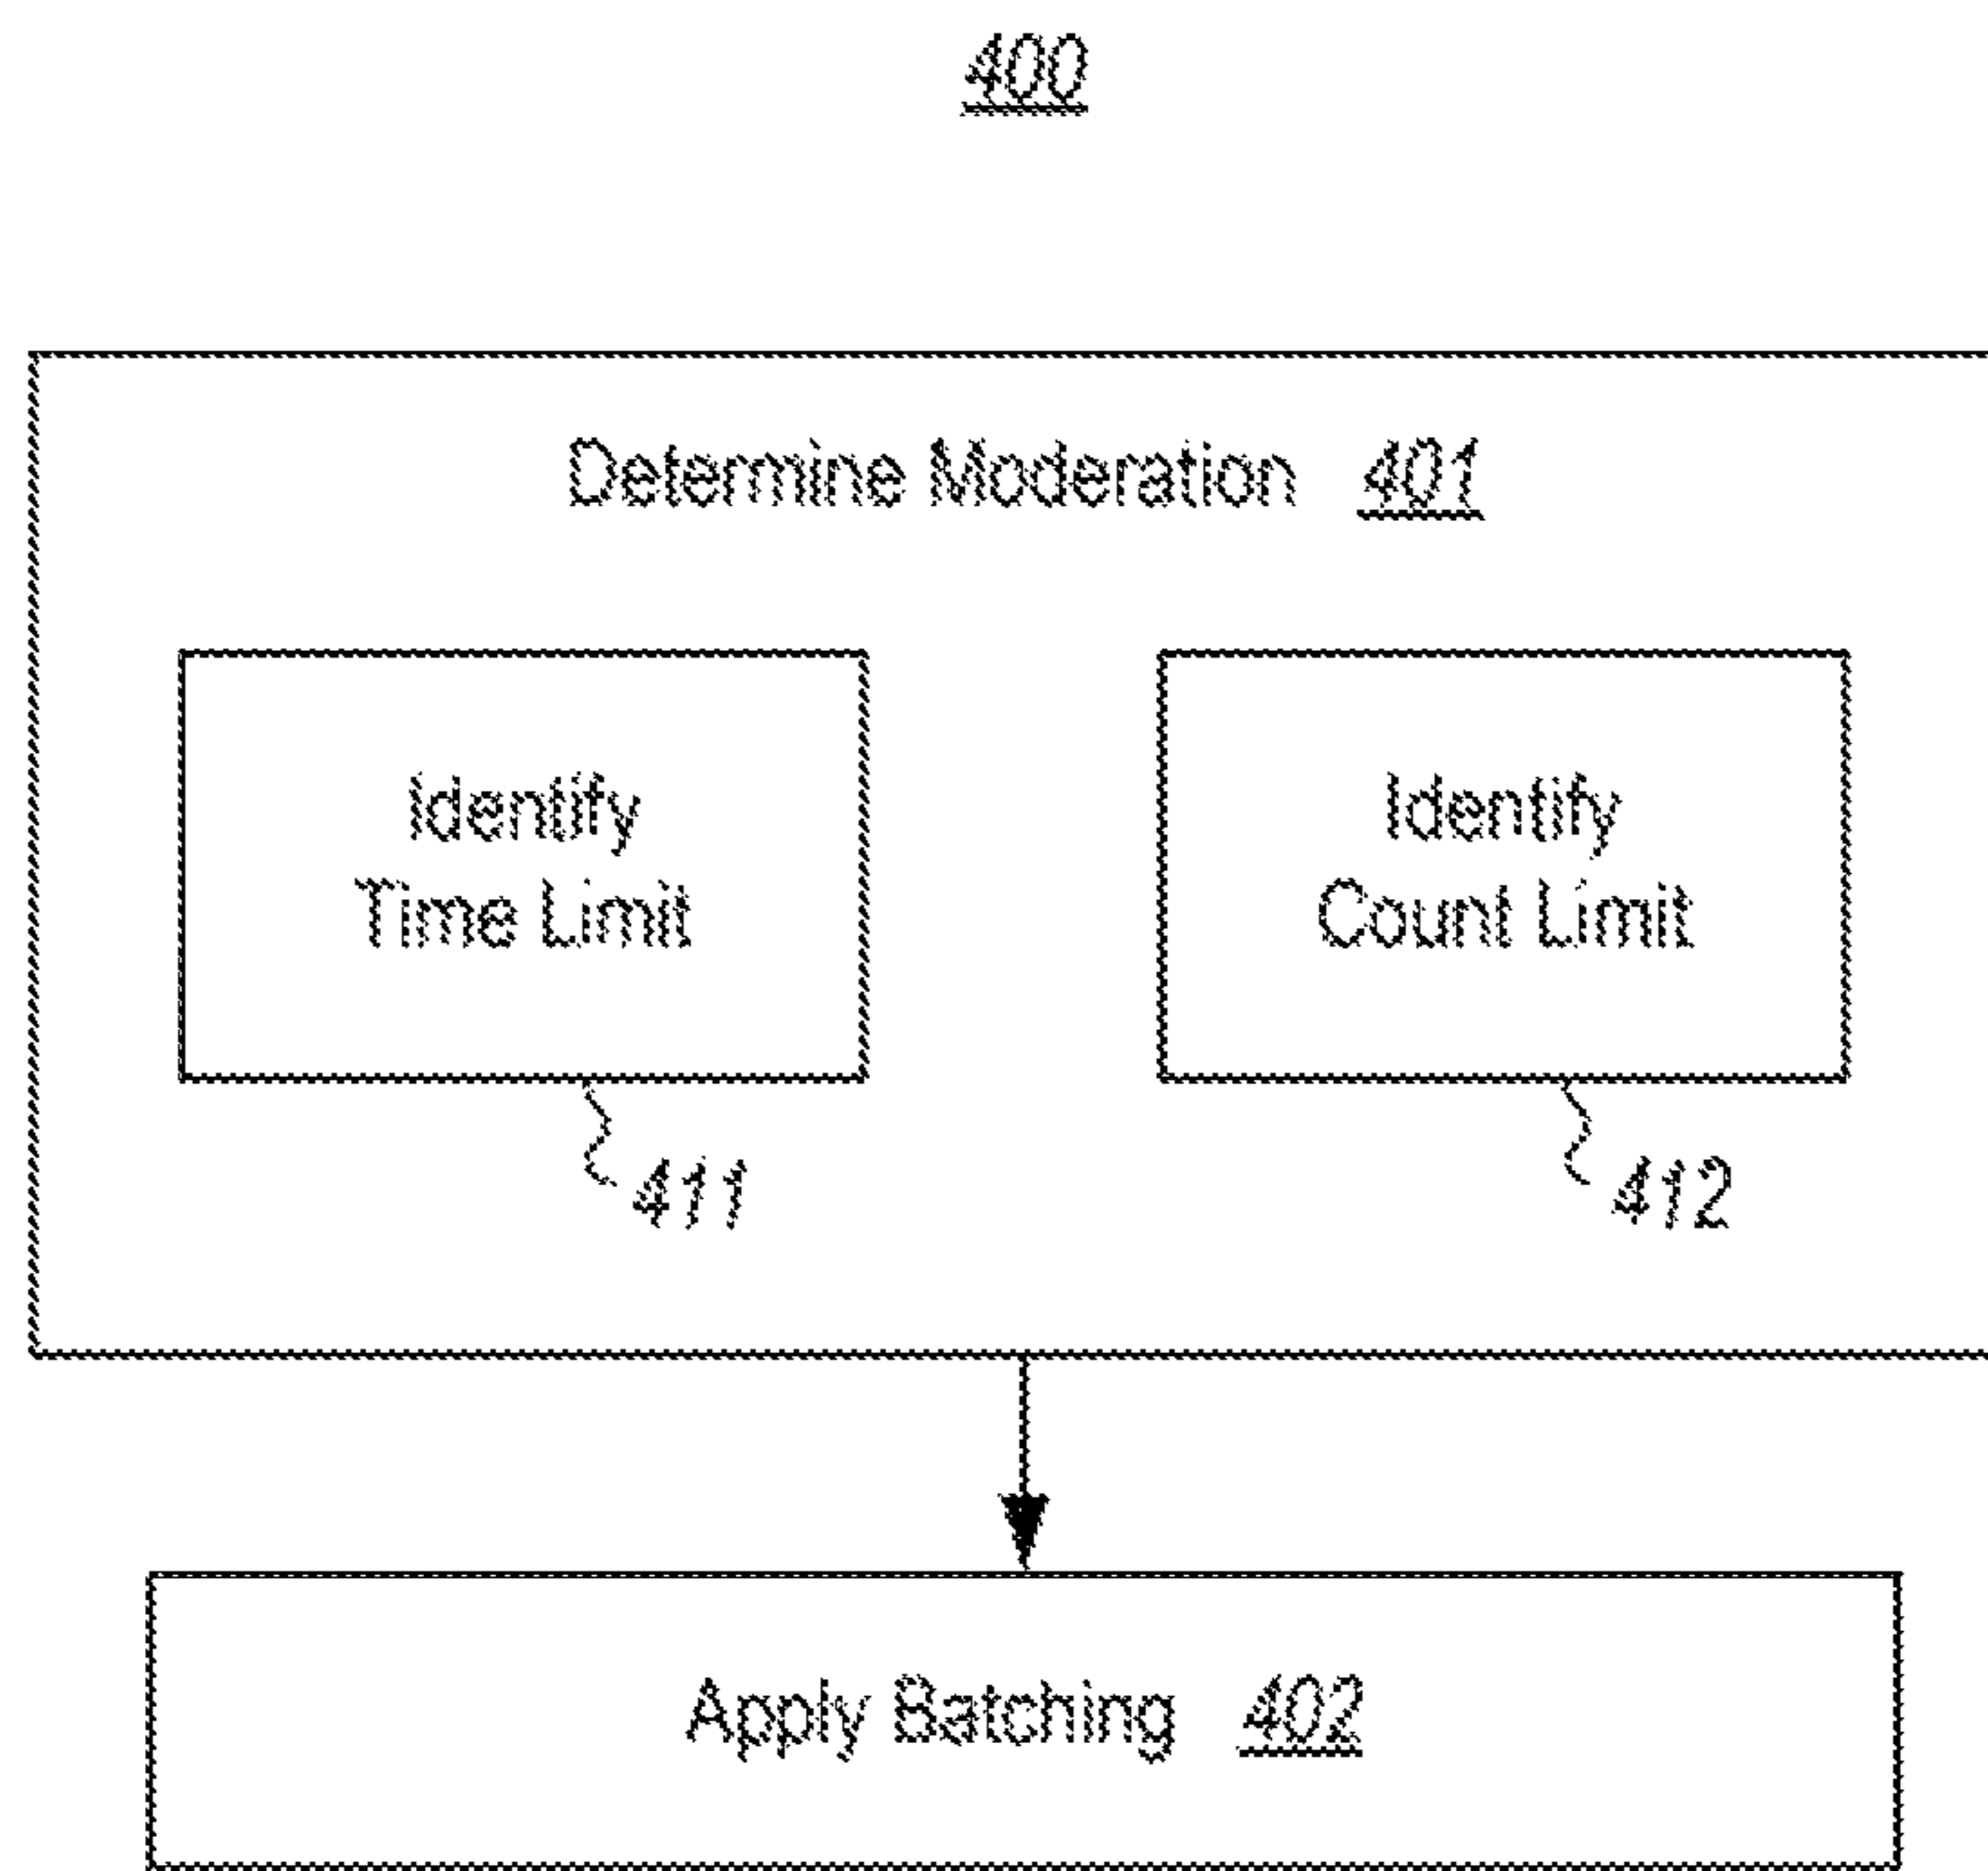 400
Determine Moderation 401
Identify
Time Limit
Identify
Count Limit
411
412
Apply Batching 402